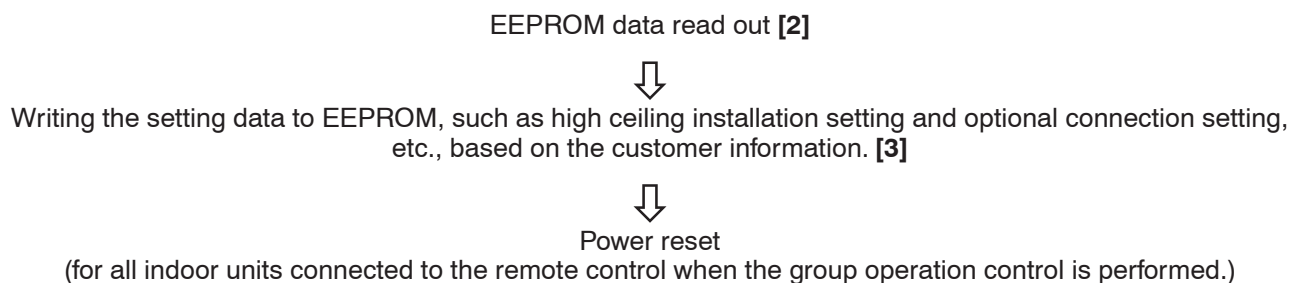 EEPROM data read out [2]
Writing the setting data to EEPROM, such as high ceiling installation setting and optional connection setting,
etc., based on the customer information. [3]
Power reset
(for all indoor units connected to the remote control when the group operation control is performed.)